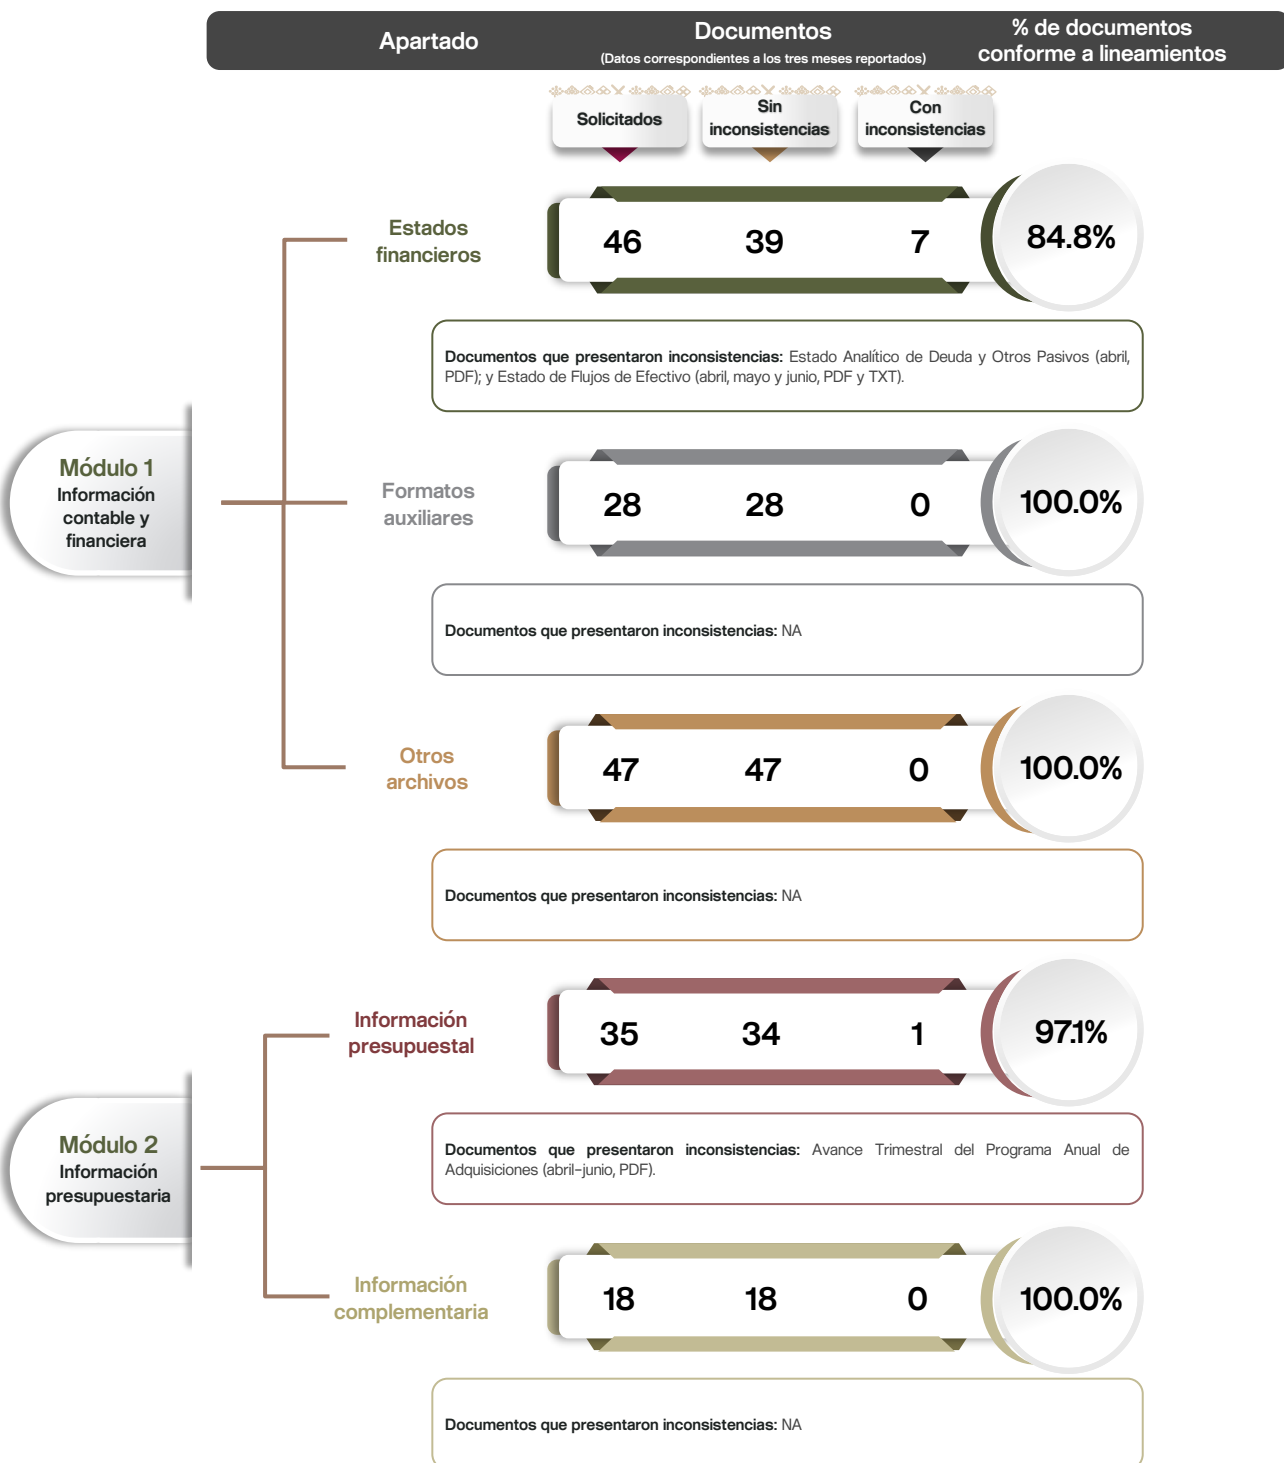 Apartado
Documentos
(Datos correspondientes a los tres meses reportados)
% de documentos
conforme a lineamientos
Solicitados
Sin
inconsistencias
Con
inconsistencias
Módulo 1
Información
contable y
financiera
Estados
financieros
46 39 7 84.8%
Documentos que presentaron inconsistencias: Estado Analítico de Deuda y Otros Pasivos (abril,
PDF); y Estado de Flujos de Efectivo (abril, mayo y junio, PDF y TXT).
Formatos
auxiliares
28 28 0 100.0%
Documentos que presentaron inconsistencias: NA
Otros
archivos
47 47 0 100.0%
Documentos que presentaron inconsistencias: NA
Módulo 2
Información
presupuestaria
Información
presupuestal
35 34 1 97.1%
Documentos que presentaron inconsistencias: Avance Trimestral del Programa Anual de
Adquisiciones (abril-junio, PDF).
Información
complementaria
18 18 0 100.0%
Documentos que presentaron inconsistencias: NA